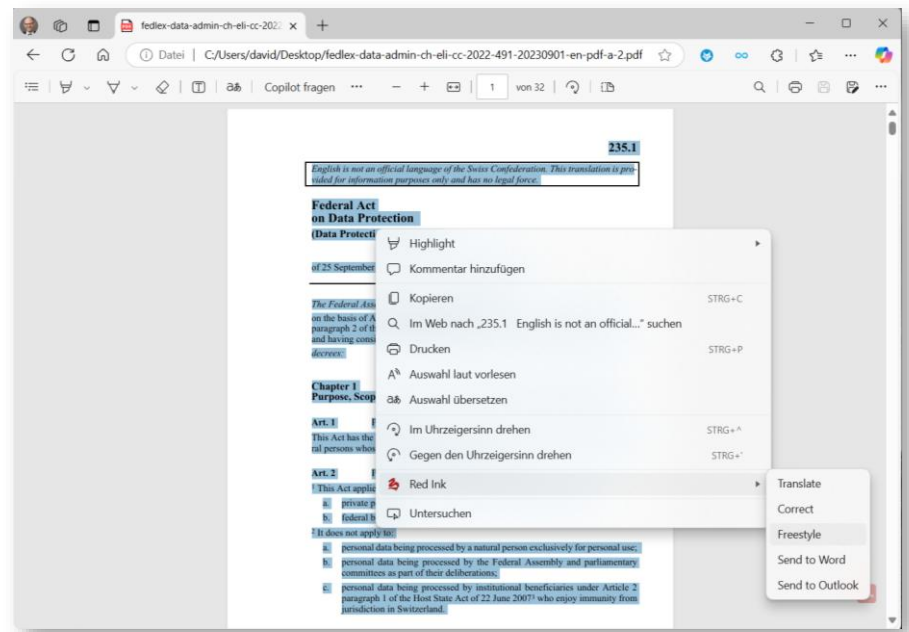 fedlex-data-admin-ch-eli-cc-2022
Datei | C:/Users/david/Desktop/fedlex-data-admin-ch-eli-cc-2022-491-20230901-en-pdf-a-2.pdf
Copilot fragen
1 von 32
235.1
English is not an official language of the Swiss Confederation. This translation is pro-
vided for information purposes only and has no legal force.
Federal Act
on Data Protection
(Data Protecti
of 25 September
The Federal Ass
on the basis of A
paragraph 2 of th
and having consi
decrees:
Chapter 1
Purpose, Scop
Art. 1
This Act has the
ral persons whos
Art. 2
1 This Act applie
a. private p
b. federal b
2 It does not apply to:
a. personal data being processed by a natural person exclusively for personal use;
b. personal data being processed by the Federal Assembly and parliamentary
committees as part of their deliberations;
c. personal data being processed by institutional beneficiaries under Article 2
paragraph 1 of the Host State Act of 22 June 2007³ who enjoy immunity from
jurisdiction in Switzerland.
Highlight
Kommentar hinzufügen
Kopieren STRG+C
Im Web nach „235.1 English is not an official..." suchen
Drucken STRG+P
Auswahl laut vorlesen
Auswahl übersetzen
Im Uhrzeigersinn drehen STRG+^
Gegen den Uhrzeigersinn drehen STRG+`
Red Ink
Untersuchen
Translate
Correct
Freestyle
Send to Word
Send to Outlook